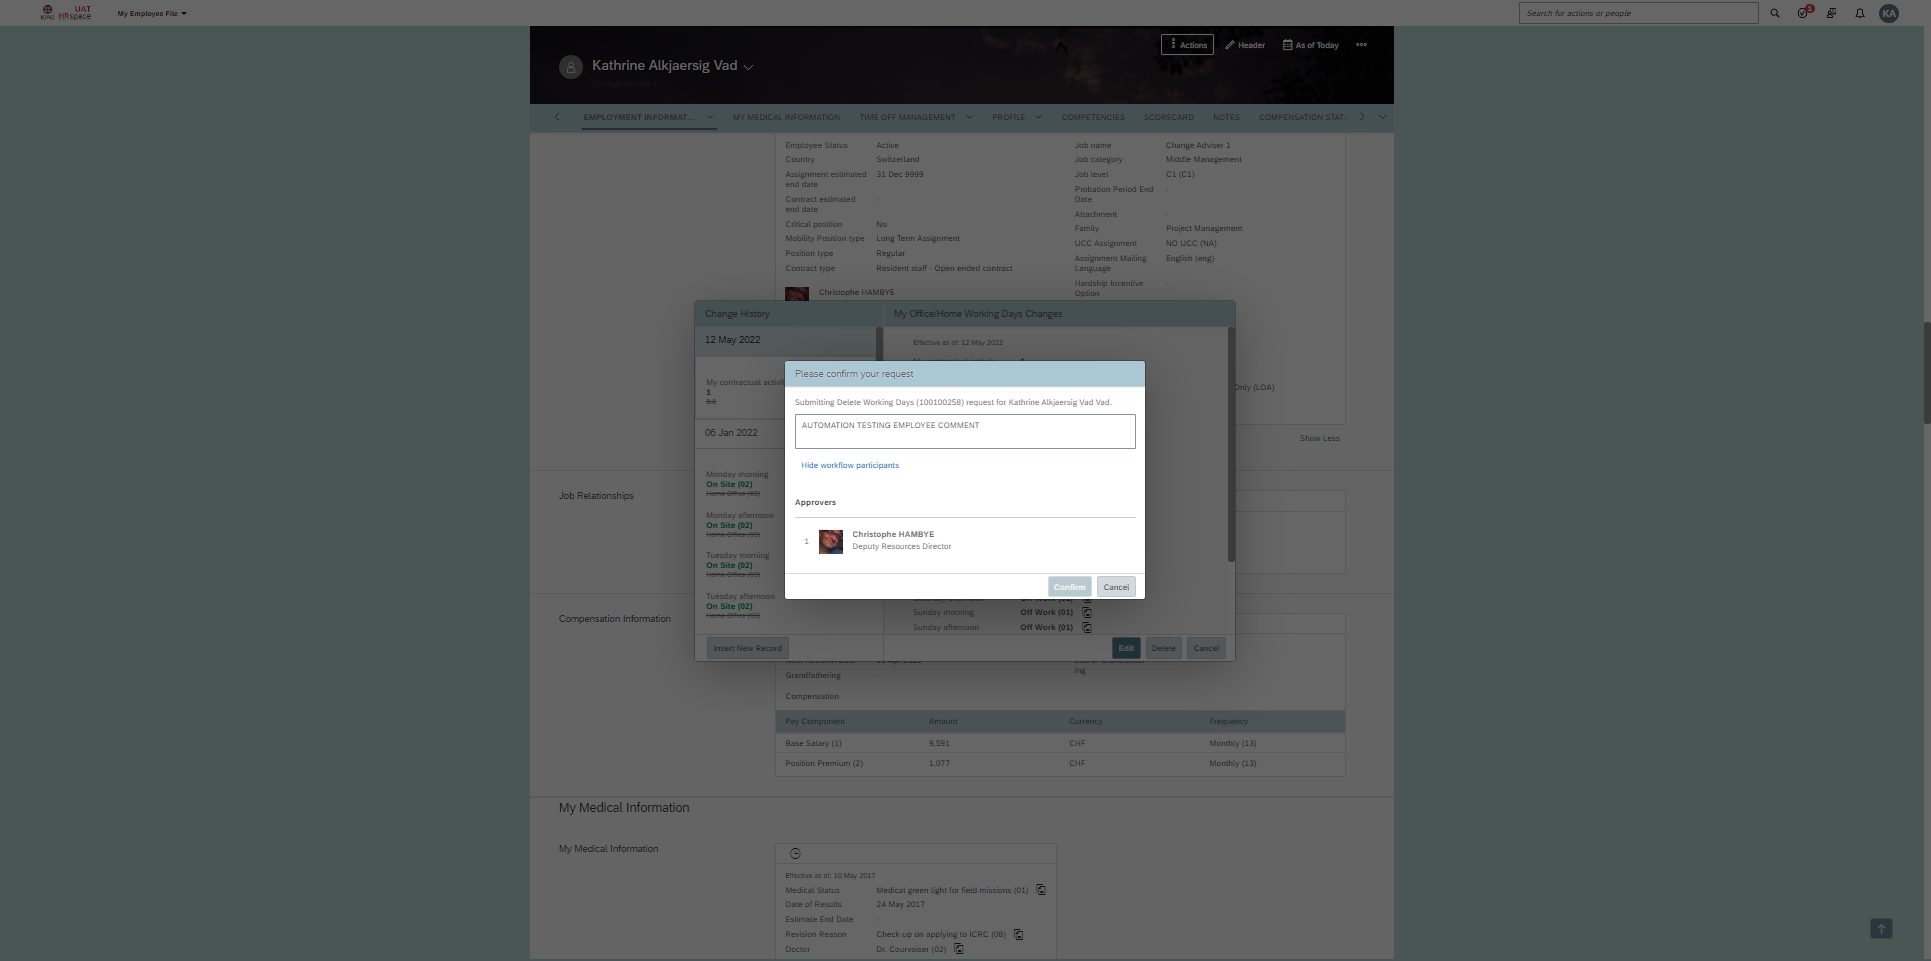 ICRC
UAT
HRspace
My Employee File
Search for actions or people
1
KA
Actions
Header
As of Today
Kathrine Alkjaersig Vad
Change Adviser 1
EMPLOYMENT INFORMAT...
MY MEDICAL INFORMATION
TIME OFF MANAGEMENT
PROFILE
COMPETENCIES
SCORECARD
NOTES
COMPENSATION STAT
Employee Status Active
Country Switzerland
Assignment estimated end date 31 Dec 9999
Contract estimated end date -
Critical position No
Mobility Position type Long Term Assignment
Position type Regular
Contract type Resident staff - Open ended contract
Christophe HAMBYE
Job name Change Adviser 1
Job category Middle Management
Job level C1 (C1)
Probation Period End Date -
Attachment -
Family Project Management
UCC Assignment NO UCC (NA)
Assignment Mailing Language English (eng)
Hardship Incentive Option -
Only (LOA)
Show Less
Change History
12 May 2022
My contractual activit
1
0.8
06 Jan 2022
Monday morning
On Site (02)
Home Office (03)
Monday afternoon
On Site (02)
Home Office (03)
Tuesday morning
On Site (02)
Home Office (03)
Tuesday afternoon
On Site (02)
Home Office (03)
Insert New Record
My Office/Home Working Days Changes
Effective as of: 12 May 2022
Please confirm your request
Submitting Delete Working Days (100100258) request for Kathrine Alkjaersig Vad Vad.
AUTOMATION TESTING EMPLOYEE COMMENT
Hide workflow participants
Approvers
1
Christophe HAMBYE
Deputy Resources Director
Confirm
Cancel
Sunday morning Off Work (01)
Sunday afternoon Off Work (01)
Edit
Delete
Cancel
Job Relationships
Compensation Information
Grandfathering -
ing
Compensation
Pay Component Amount Currency Frequency
Base Salary (1) 9,591 CHF Monthly (13)
Position Premium (2) 1,077 CHF Monthly (13)
My Medical Information
My Medical Information
Effective as of: 10 May 2017
Medical Status Medical green light for field missions (01)
Date of Results 24 May 2017
Estimate End Date -
Revision Reason Check-up on applying to ICRC (08)
Doctor Dr. Courvoiser (02)